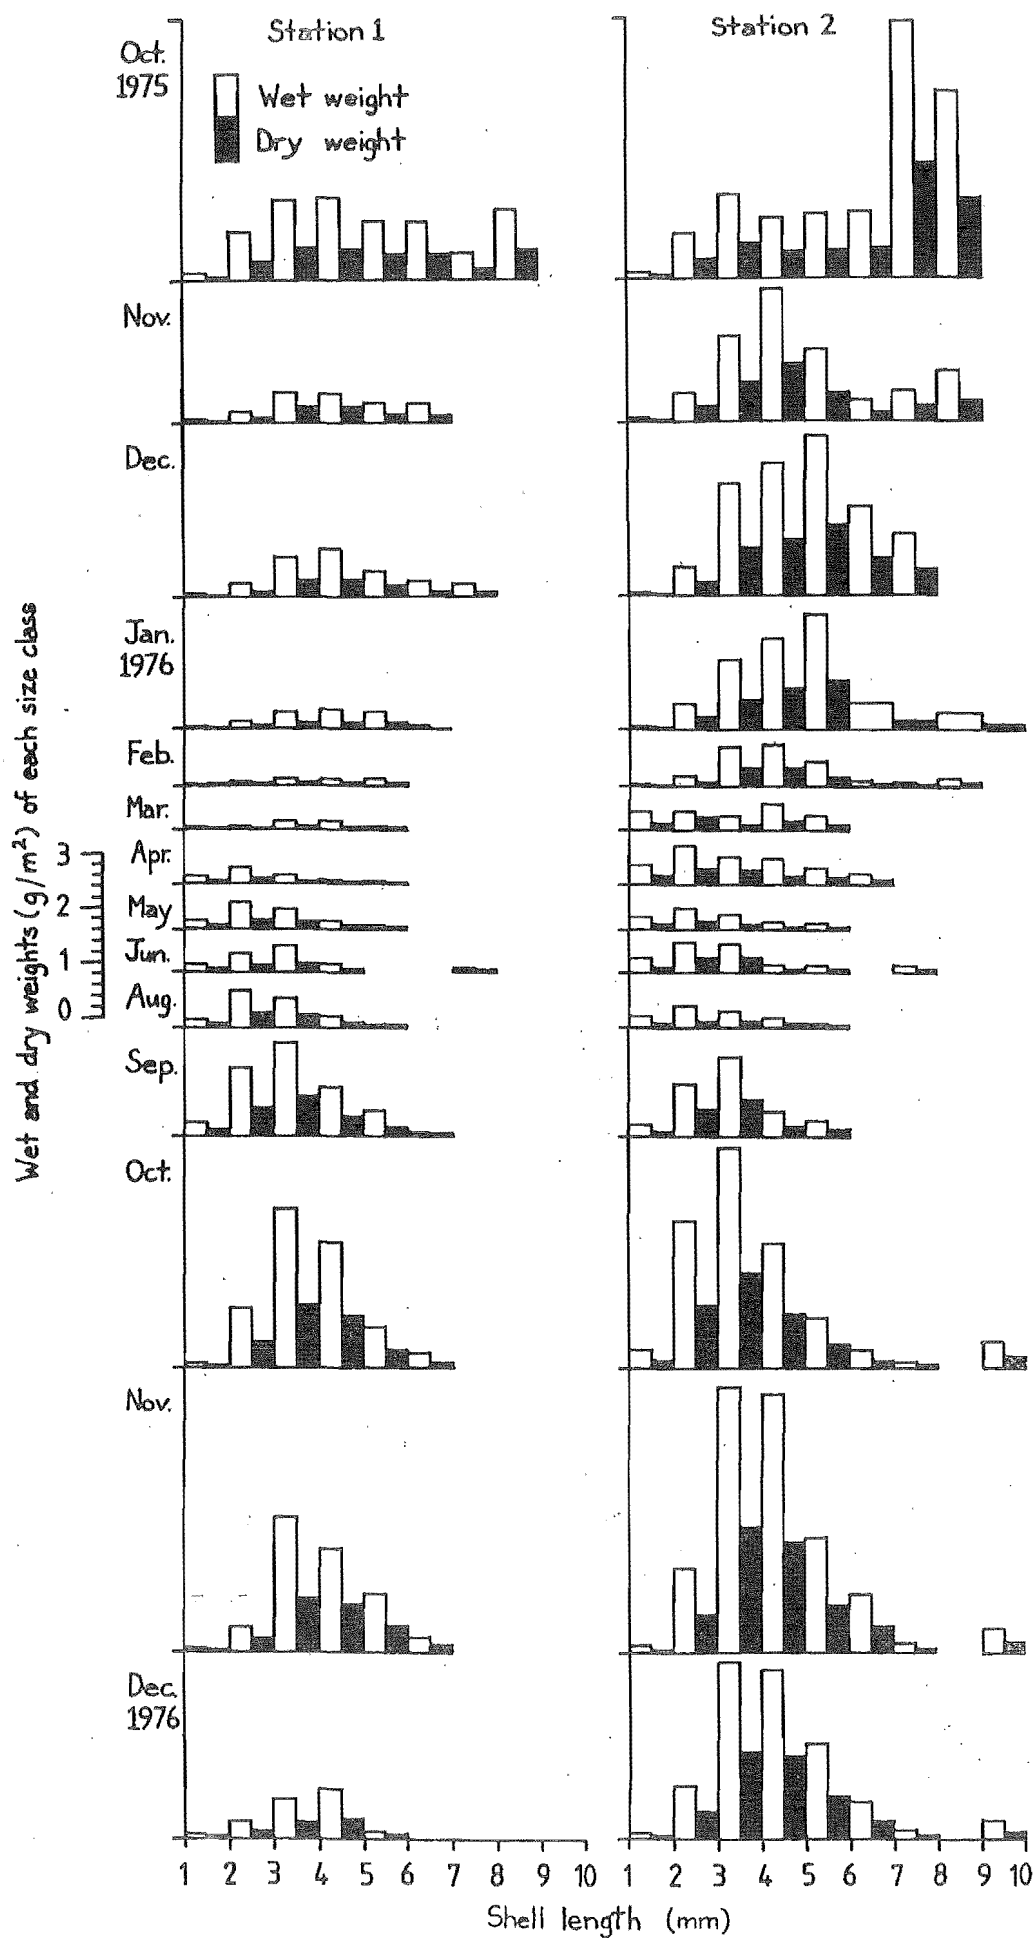 Station 1
Station 2
Oct.
1975
Wet weight
Dry weight
Nov.
Dec.
Jan.
1976
Feb.
Mar.
Apr.
May
Jun.
Aug.
Sep.
Oct.
Nov.
Dec.
1976
Wet and dry weights (g/m²) of each size class
3
2
1
0
1 2 3 4 5 6 7 8 9 10
1 2 3 4 5 6 7 8 9 10
Shell length (mm)